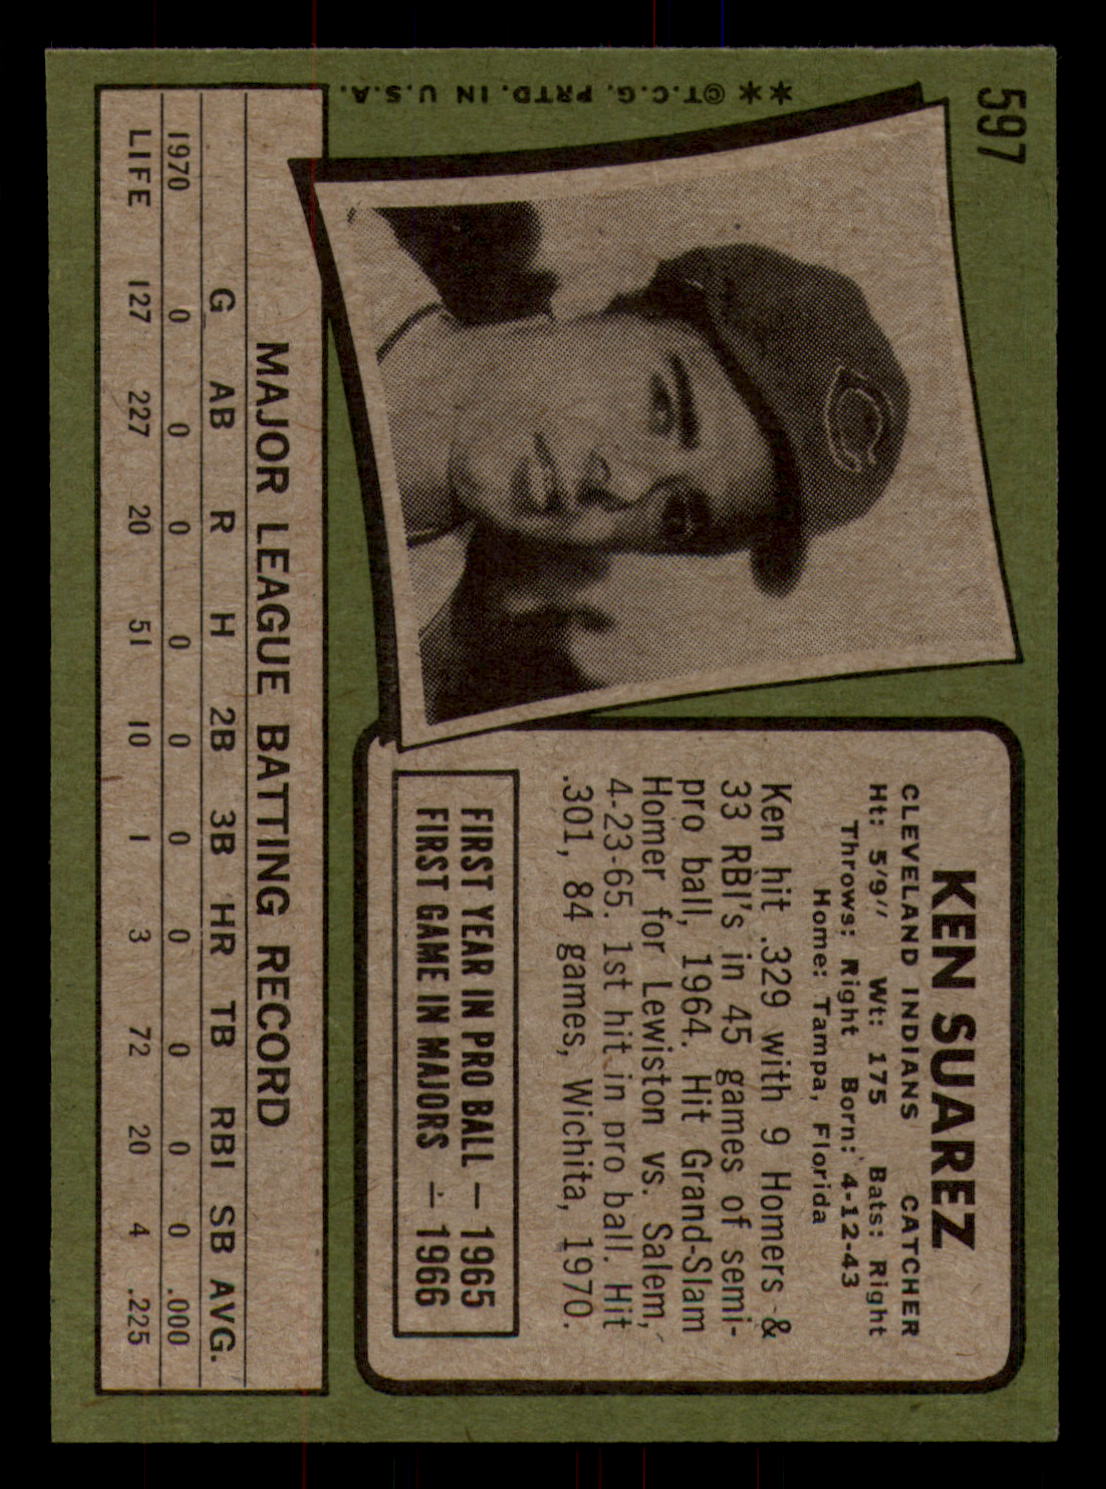 597
**©T.C.G. PRTD. IN U.S.A.
C
KEN SUAREZ
CLEVELAND INDIANS CATCHER
Ht: 5'9" Wt: 175 Bats: Right
Throws: Right Born: 4-12-43
Home: Tampa, Florida
Ken hit .329 with 9 Homers &
33 RBI's in 45 games of semi-
pro ball, 1964. Hit Grand-Slam
Homer for Lewiston vs. Salem,
4-23-65. 1st hit in pro ball. Hit
.301, 84 games, Wichita, 1970.
FIRST YEAR IN PRO BALL — 1965
FIRST GAME IN MAJORS — 1966
MAJOR LEAGUE BATTING RECORD
G AB R H 2B 3B HR TB RBI SB AVG.
1970 0 0 0 0 0 0 0 0 0 0 .000
LIFE 127 227 20 51 10 1 3 72 20 4 .225